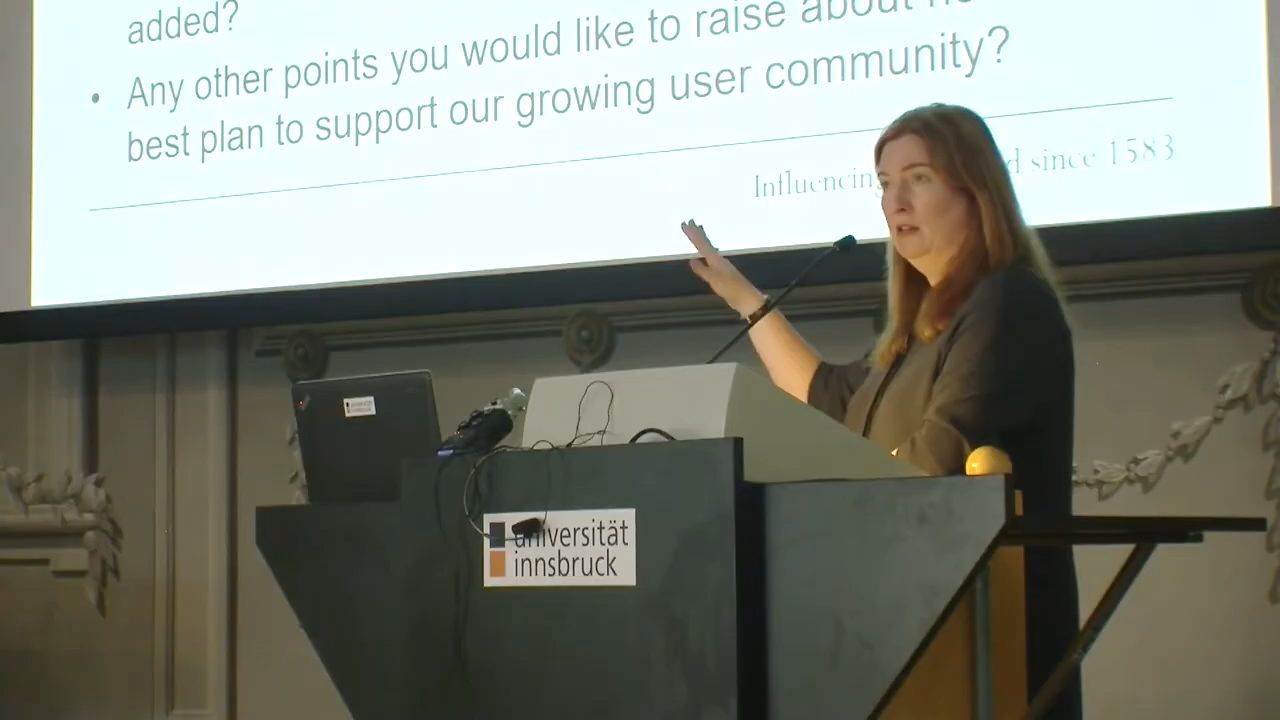 added?
• Any other points you would like to raise about
best plan to support our growing user community?
Influencing d since 1583
universität
innsbruck